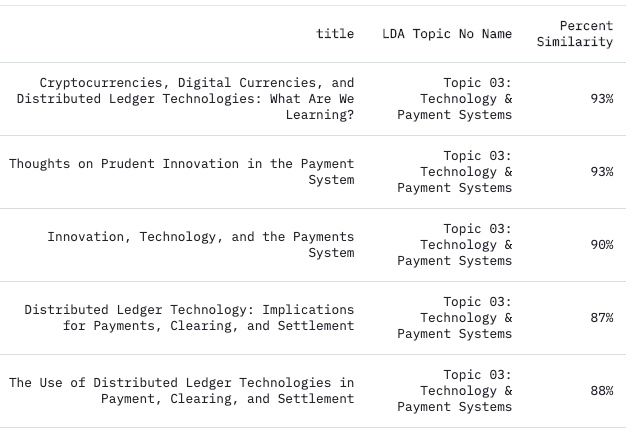 title
LDA Topic No Name
Percent
Similarity
Cryptocurrencies, Digital Currencies, and
Distributed Ledger Technologies: What Are We
Learning?
Topic 03:
Technology &
Payment Systems
93%
Thoughts on Prudent Innovation in the Payment
System
Topic 03:
Technology &
Payment Systems
93%
Innovation, Technology, and the Payments
System
Topic 03:
Technology &
Payment Systems
90%
Distributed Ledger Technology: Implications
for Payments, Clearing, and Settlement
Topic 03:
Technology &
Payment Systems
87%
The Use of Distributed Ledger Technologies in
Payment, Clearing, and Settlement
Topic 03:
Technology &
Payment Systems
88%